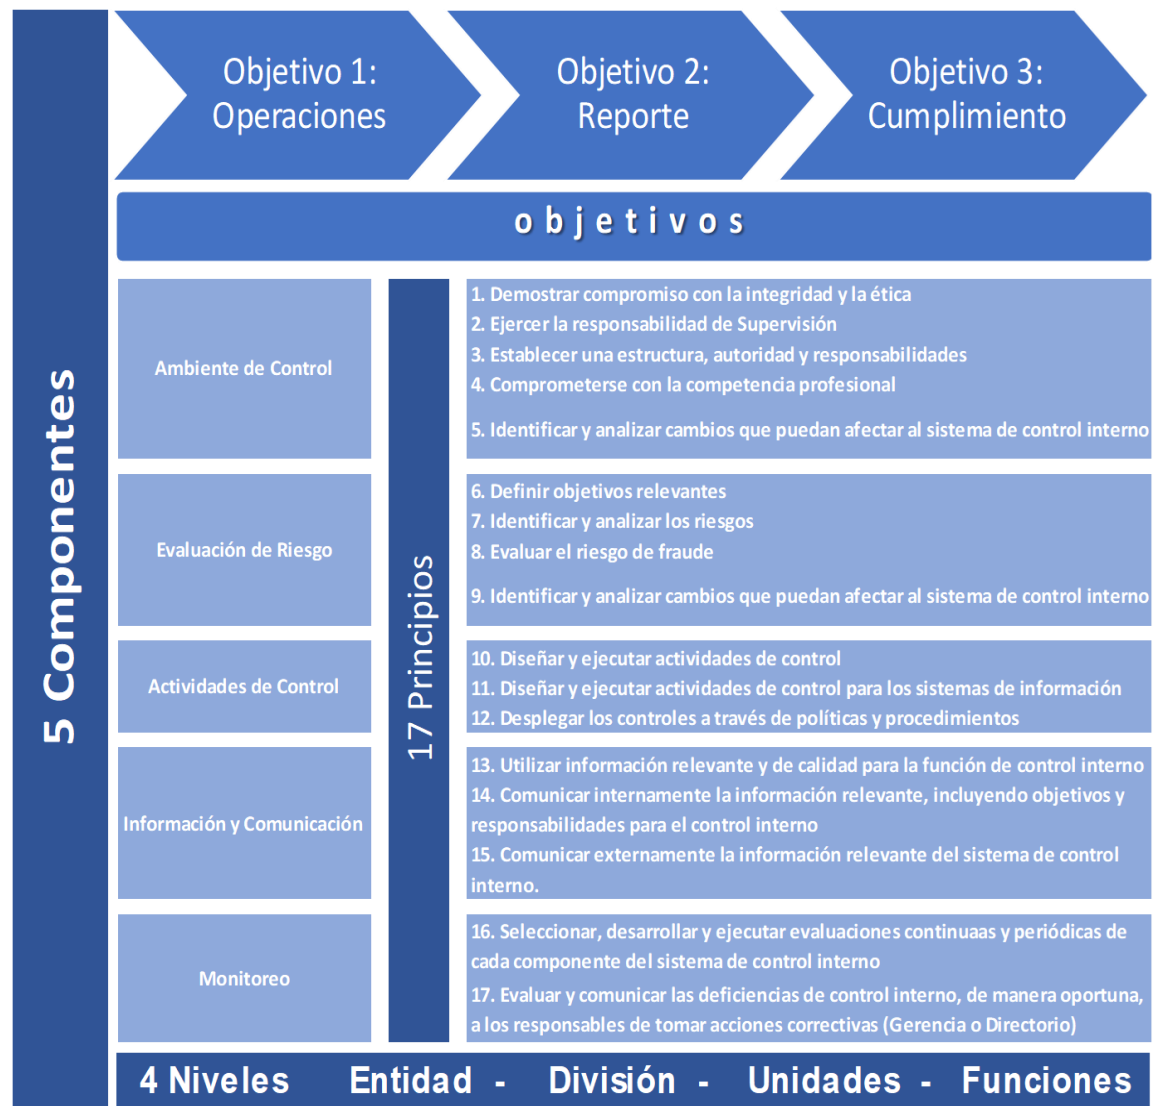 5 Componentes
Objetivo 1:
Operaciones
Objetivo 2:
Reporte
Objetivo 3:
Cumplimiento
objetivos
17 Principios
Ambiente de Control
1. Demostrar compromiso con la integridad y la ética
2. Ejercer la responsabilidad de Supervisión
3. Establecer una estructura, autoridad y responsabilidades
4. Comprometerse con la competencia profesional
5. Identificar y analizar cambios que puedan afectar al sistema de control interno
Evaluación de Riesgo
6. Definir objetivos relevantes
7. Identificar y analizar los riesgos
8. Evaluar el riesgo de fraude
9. Identificar y analizar cambios que puedan afectar al sistema de control interno
Actividades de Control
10. Diseñar y ejecutar actividades de control
11. Diseñar y ejecutar actividades de control para los sistemas de información
12. Desplegar los controles a través de políticas y procedimientos
Información y Comunicación
13. Utilizar información relevante y de calidad para la función de control interno
14. Comunicar internamente la información relevante, incluyendo objetivos y
responsabilidades para el control interno
15. Comunicar externamente la información relevante del sistema de control
interno.
Monitoreo
16. Seleccionar, desarrollar y ejecutar evaluaciones continuaas y periódicas de
cada componente del sistema de control interno
17. Evaluar y comunicar las deficiencias de control interno, de manera oportuna,
a los responsables de tomar acciones correctivas (Gerencia o Directorio)
4 Niveles Entidad - División - Unidades - Funciones